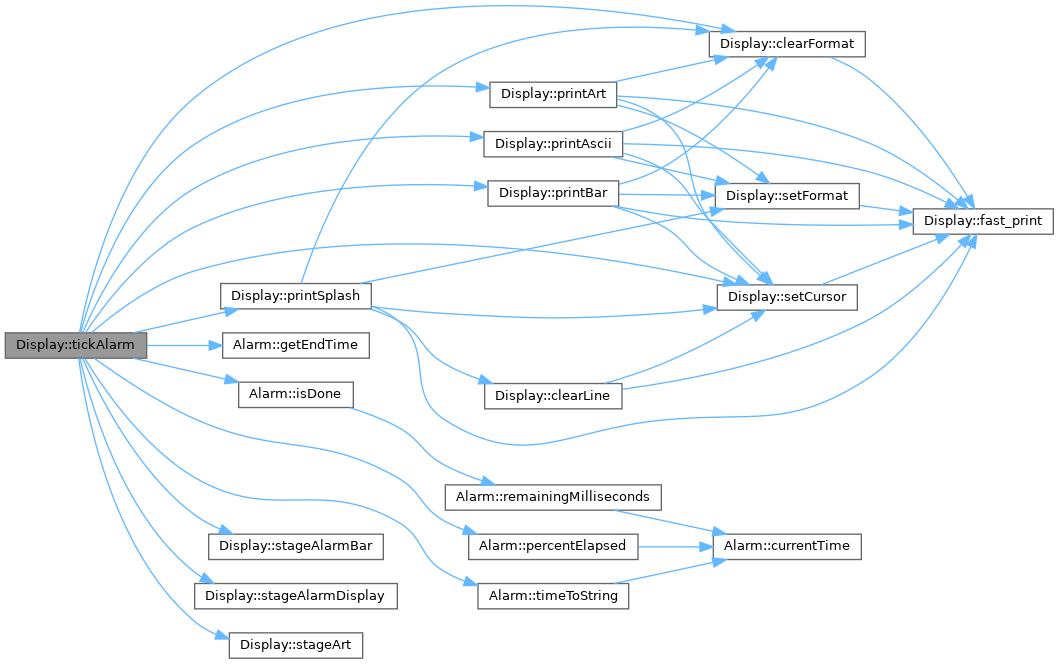 Display::clearFormat
Display::printArt
Display::printAscii
Display::printBar
Display::setFormat
Display::fast_print
Display::printSplash
Display::setCursor
Display::tickAlarm
Alarm::getEndTime
Alarm::isDone
Display::clearLine
Alarm::remainingMilliseconds
Display::stageAlarmBar
Alarm::percentElapsed
Alarm::currentTime
Display::stageAlarmDisplay
Alarm::timeToString
Display::stageArt